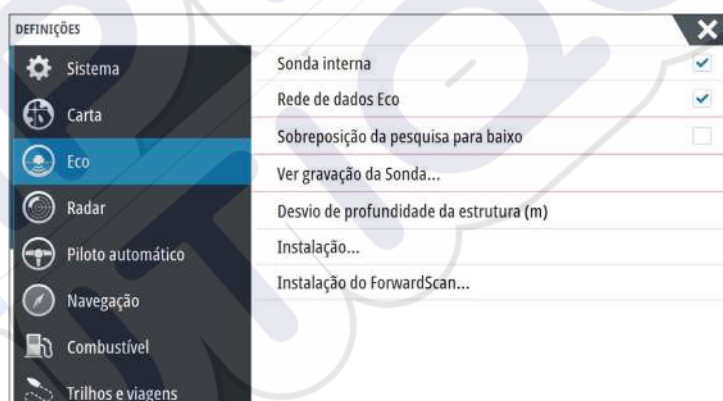 DEFINIÇÕES
Sistema
Carta
Eco
Radar
Piloto automático
Navegação
Combustível
Trilhos e viagens
Sonda interna
Rede de dados Eco
Sobreposição da pesquisa para baixo
Ver gravação da Sonda...
Desvio de profundidade da estrutura (m)
Instalação...
Instalação do ForwardScan...